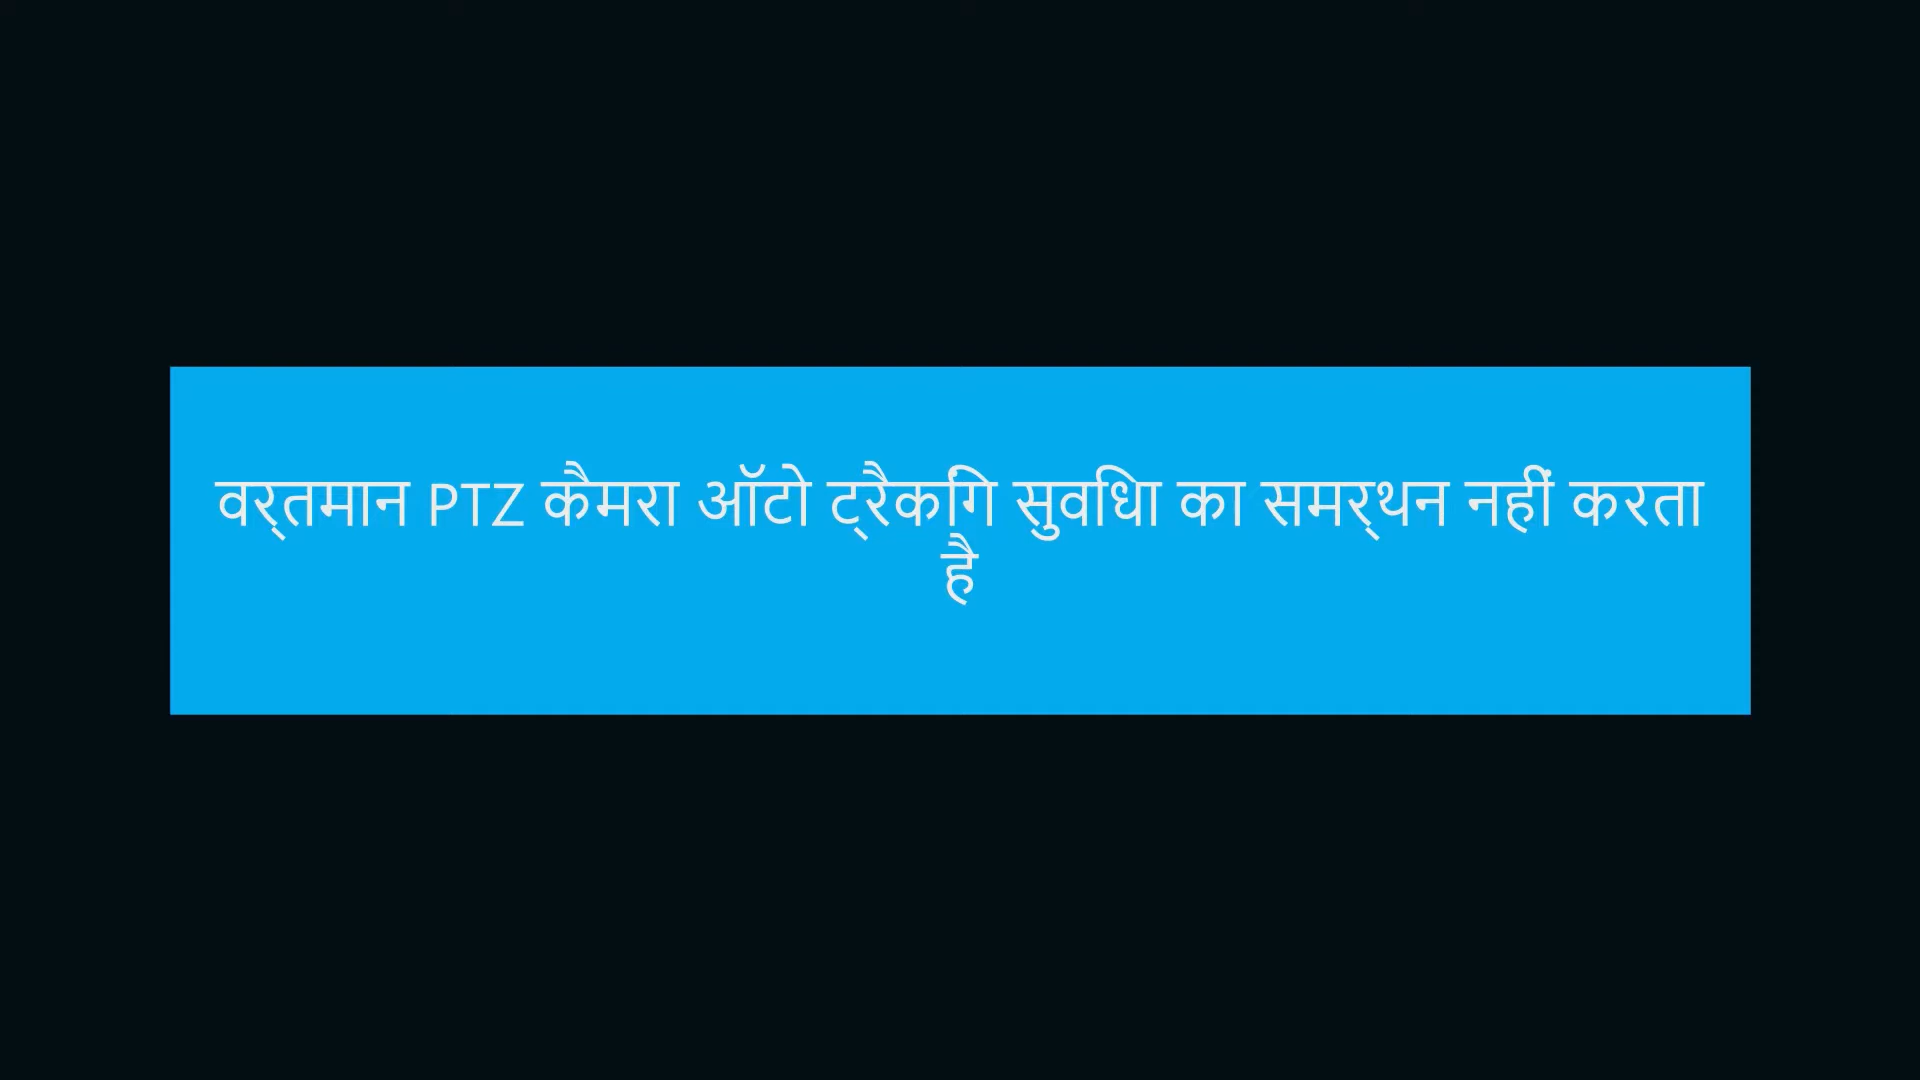 वर्तमान PTZ कैमरा ऑटो ट्रैकिंग सुविधा का समर्थन नहीं करता
है